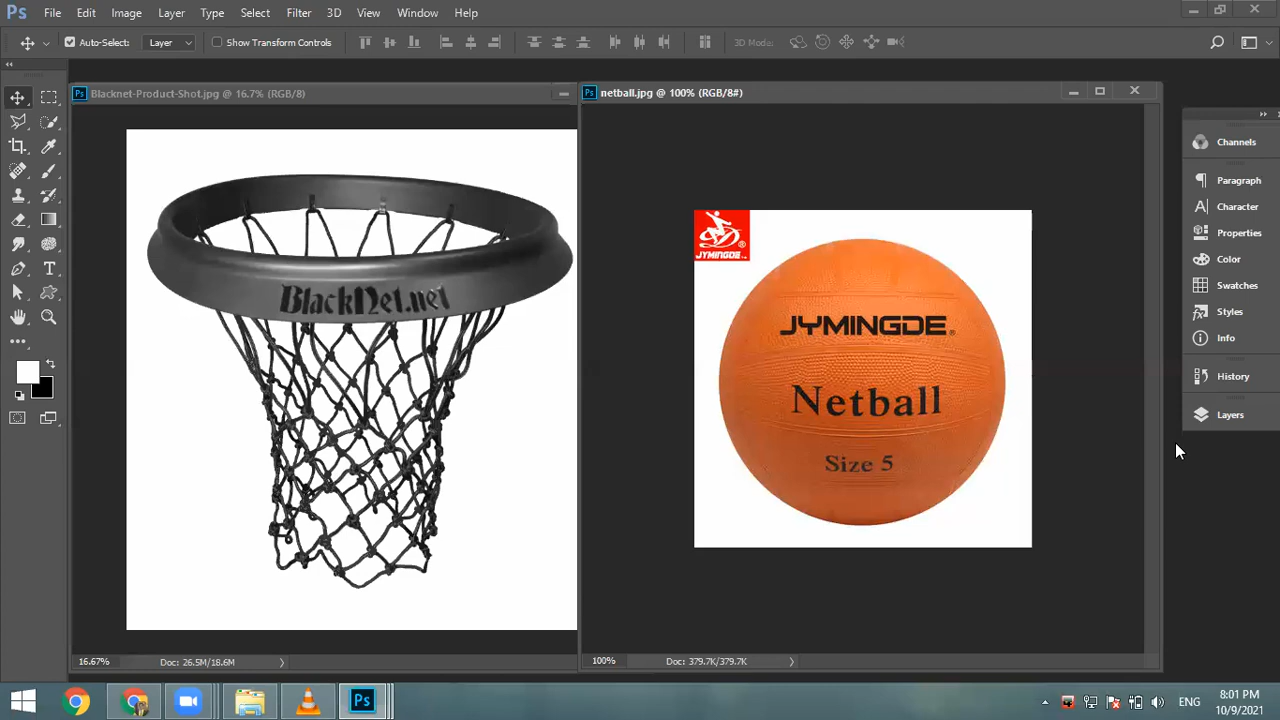 Ps File Edit Image Layer Type Select Filter 3D View Window Help
Auto-Select: Layer Show Transform Controls 3D Mode:
Ps Blacknet-Product-Shot.jpg @ 16.7% (RGB/8)
Ps netball.jpg @ 100% (RGB/8#)
BlackNet.net
JYMINGDE
JYMINGDE®
Netball
Size 5
Channels
Paragraph
Character
Properties
Color
Swatches
Styles
Info
History
Layers
16.67% Doc: 26.5M/18.6M
100% Doc: 379.7K/379.7K
Ps ENG 8:01 PM
10/9/2021